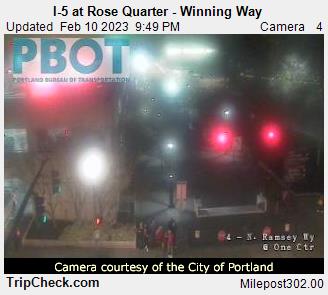 I-5 at Rose Quarter - Winning Way
Updated Feb 10 2023 9:49 PM Camera 4
PBOT
PORTLAND BUREAU OF TRANSPORTATION
4 - N. Ramsey Wy
@ One Ctr
Camera courtesy of the City of Portland
TripCheck.com Milepost302.00